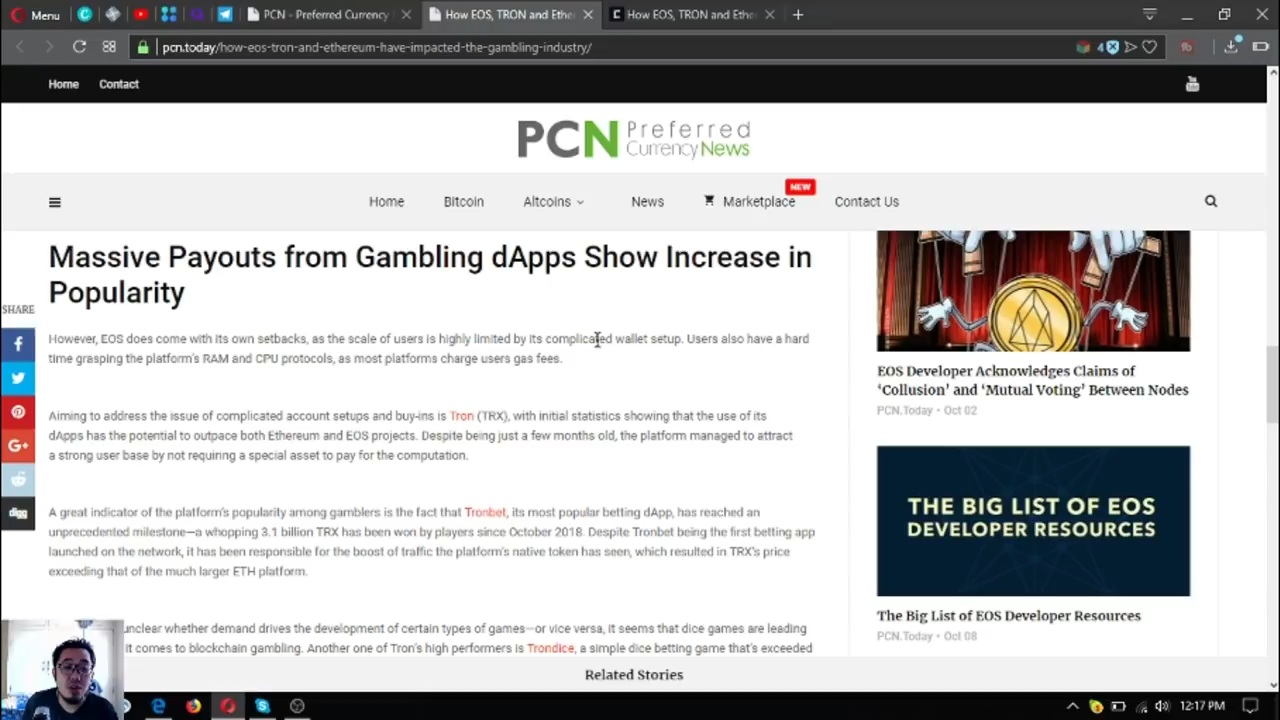 Menu
PCN - Preferred Currency
How EOS, TRON and Ethe
How EOS, TRON and Ethe
pcn.today/how-eos-tron-and-ethereum-have-impacted-the-gambling-industry/
4
Home
Contact
PCN Preferred
CurrencyNews
NEW
Home
Bitcoin
Altcoins
News
Marketplace
Contact Us
Massive Payouts from Gambling dApps Show Increase in
Popularity
SHARE
However, EOS does come with its own setbacks, as the scale of users is highly limited by its complicated wallet setup. Users also have a hard
time grasping the platform's RAM and CPU protocols, as most platforms charge users gas fees.
Aiming to address the issue of complicated account setups and buy-ins is Tron (TRX), with initial statistics showing that the use of its
dApps has the potential to outpace both Ethereum and EOS projects. Despite being just a few months old, the platform managed to attract
a strong user base by not requiring a special asset to pay for the computation.
A great indicator of the platform's popularity among gamblers is the fact that Tronbet, its most popular betting dApp, has reached an
unprecedented milestone—a whopping 3.1 billion TRX has been won by players since October 2018. Despite Tronbet being the first betting app
launched on the network, it has been responsible for the boost of traffic the platform's native token has seen, which resulted in TRX's price
exceeding that of the much larger ETH platform.
unclear whether demand drives the development of certain types of games—or vice versa, it seems that dice games are leading
it comes to blockchain gambling. Another one of Tron's high performers is Trondice, a simple dice betting game that's exceeded
digg
EOS Developer Acknowledges Claims of
'Collusion' and 'Mutual Voting' Between Nodes
PCN.Today • Oct 02
THE BIG LIST OF EOS
DEVELOPER RESOURCES
The Big List of EOS Developer Resources
PCN.Today • Oct 08
Related Stories
12:17 PM